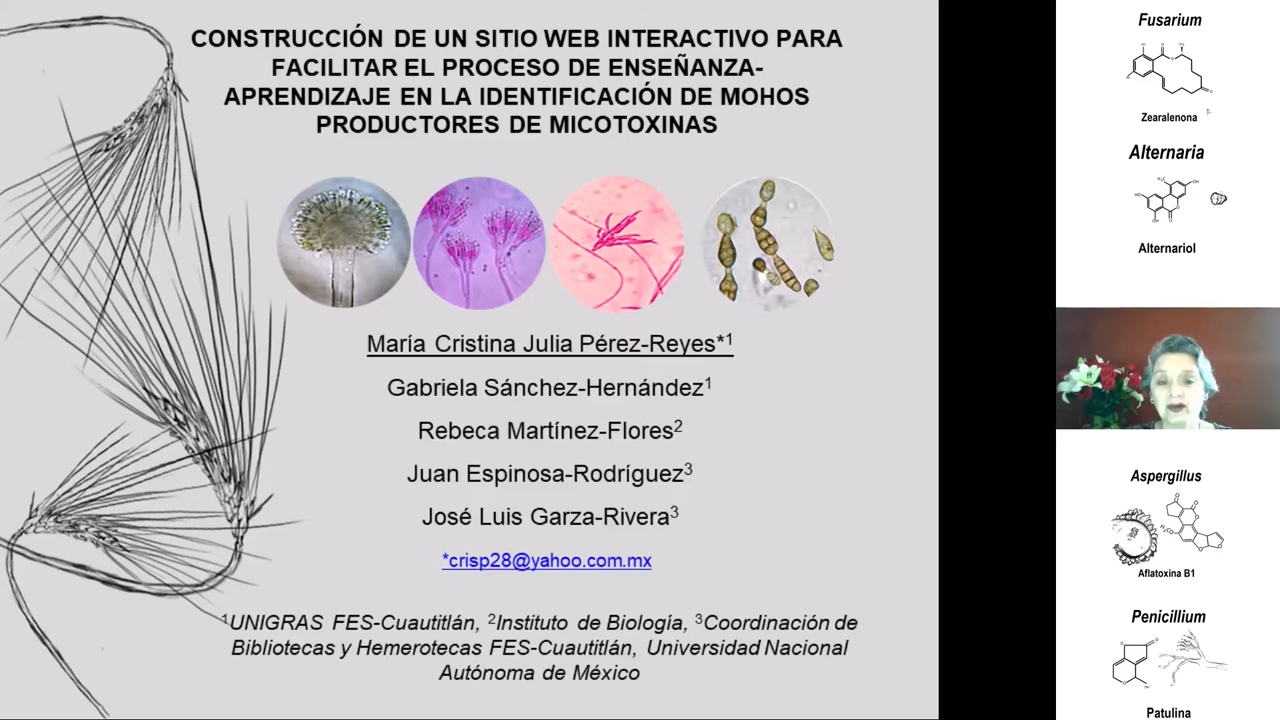 CONSTRUCCIÓN DE UN SITIO WEB INTERACTIVO PARA
FACILITAR EL PROCESO DE ENSEÑANZA-
APRENDIZAJE EN LA IDENTIFICACIÓN DE MOHOS
PRODUCTORES DE MICOTOXINAS
María Cristina Julia Pérez-Reyes*1
Gabriela Sánchez-Hernández1
Rebeca Martínez-Flores2
Juan Espinosa-Rodríguez3
José Luis Garza-Rivera3
*crisp28@yahoo.com.mx
1UNIGRAS FES-Cuautitlán, 2Instituto de Biología, 3Coordinación de
Bibliotecas y Hemerotecas FES-Cuautitlán, Universidad Nacional
Autónoma de México
Fusarium
Zearalenona
Alternaria
Alternariol
Aspergillus
Aflatoxina B1
Penicillium
Patulina